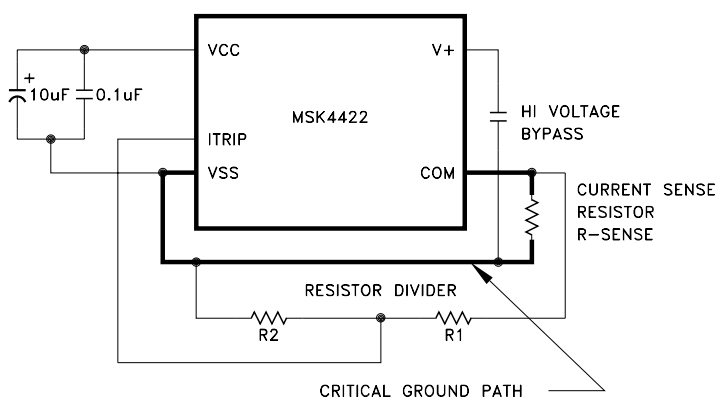 VCC
V+
+
10uF
0.1uF
MSK4422
HI VOLTAGE
BYPASS
ITRIP
VSS
COM
CURRENT SENSE
RESISTOR
R-SENSE
RESISTOR DIVIDER
R2
R1
CRITICAL GROUND PATH